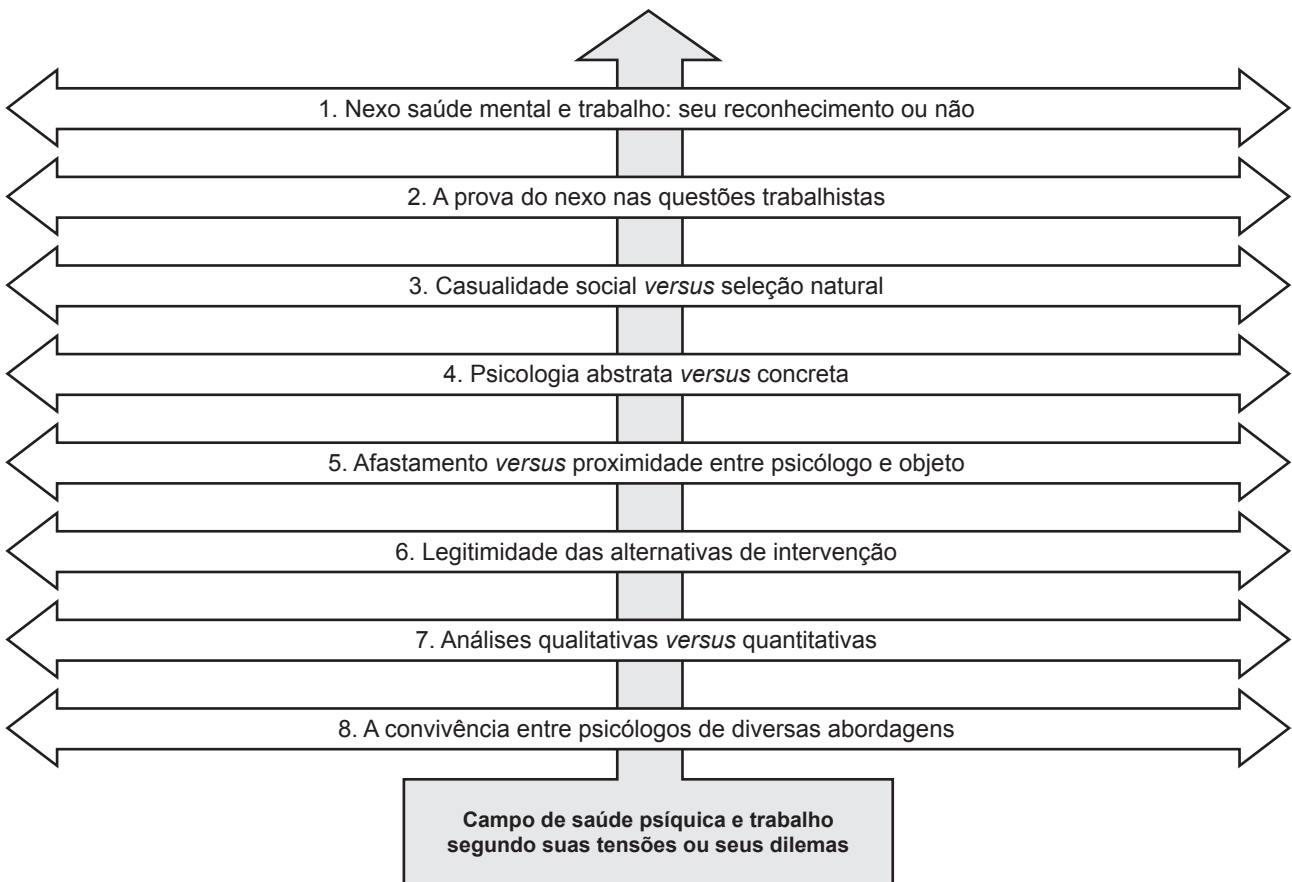 1. Nexo saúde mental e trabalho: seu reconhecimento ou não
2. A prova do nexo nas questões trabalhistas
3. Casualidade social versus seleção natural
4. Psicologia abstrata versus concreta
5. Afastamento versus proximidade entre psicólogo e objeto
6. Legitimidade das alternativas de intervenção
7. Análises qualitativas versus quantitativas
8. A convivência entre psicólogos de diversas abordagens
Campo de saúde psíquica e trabalho
segundo suas tensões ou seus dilemas